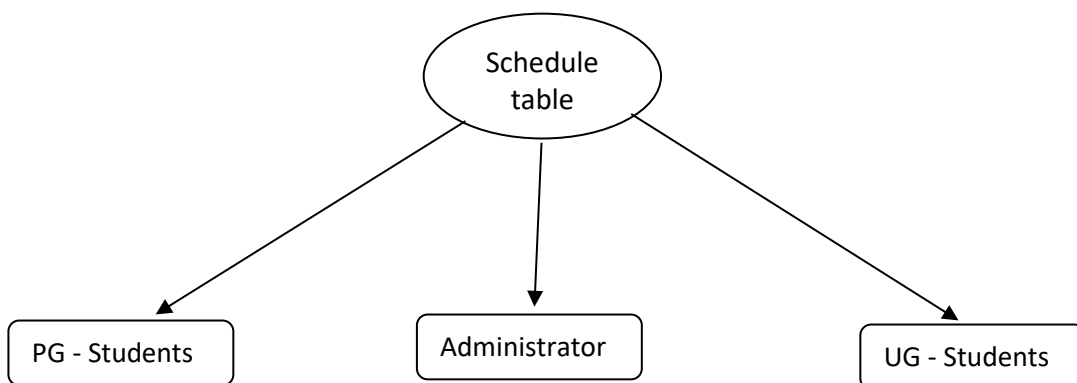 Schedule
table
PG - Students
Administrator
UG - Students